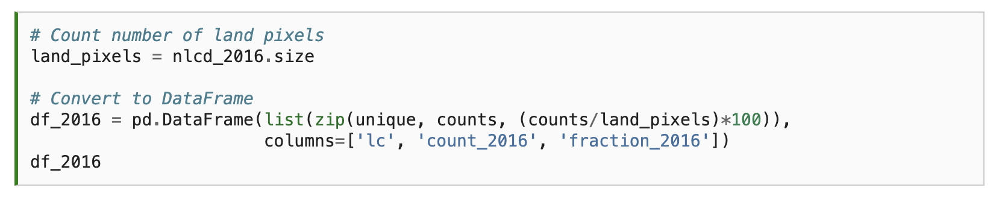 # Count number of land pixels
land_pixels = nlcd_2016.size

# Convert to DataFrame
df_2016 = pd.DataFrame(list(zip(unique, counts, (counts/land_pixels)*100)),
                       columns=['lc', 'count_2016', 'fraction_2016'])
df_2016